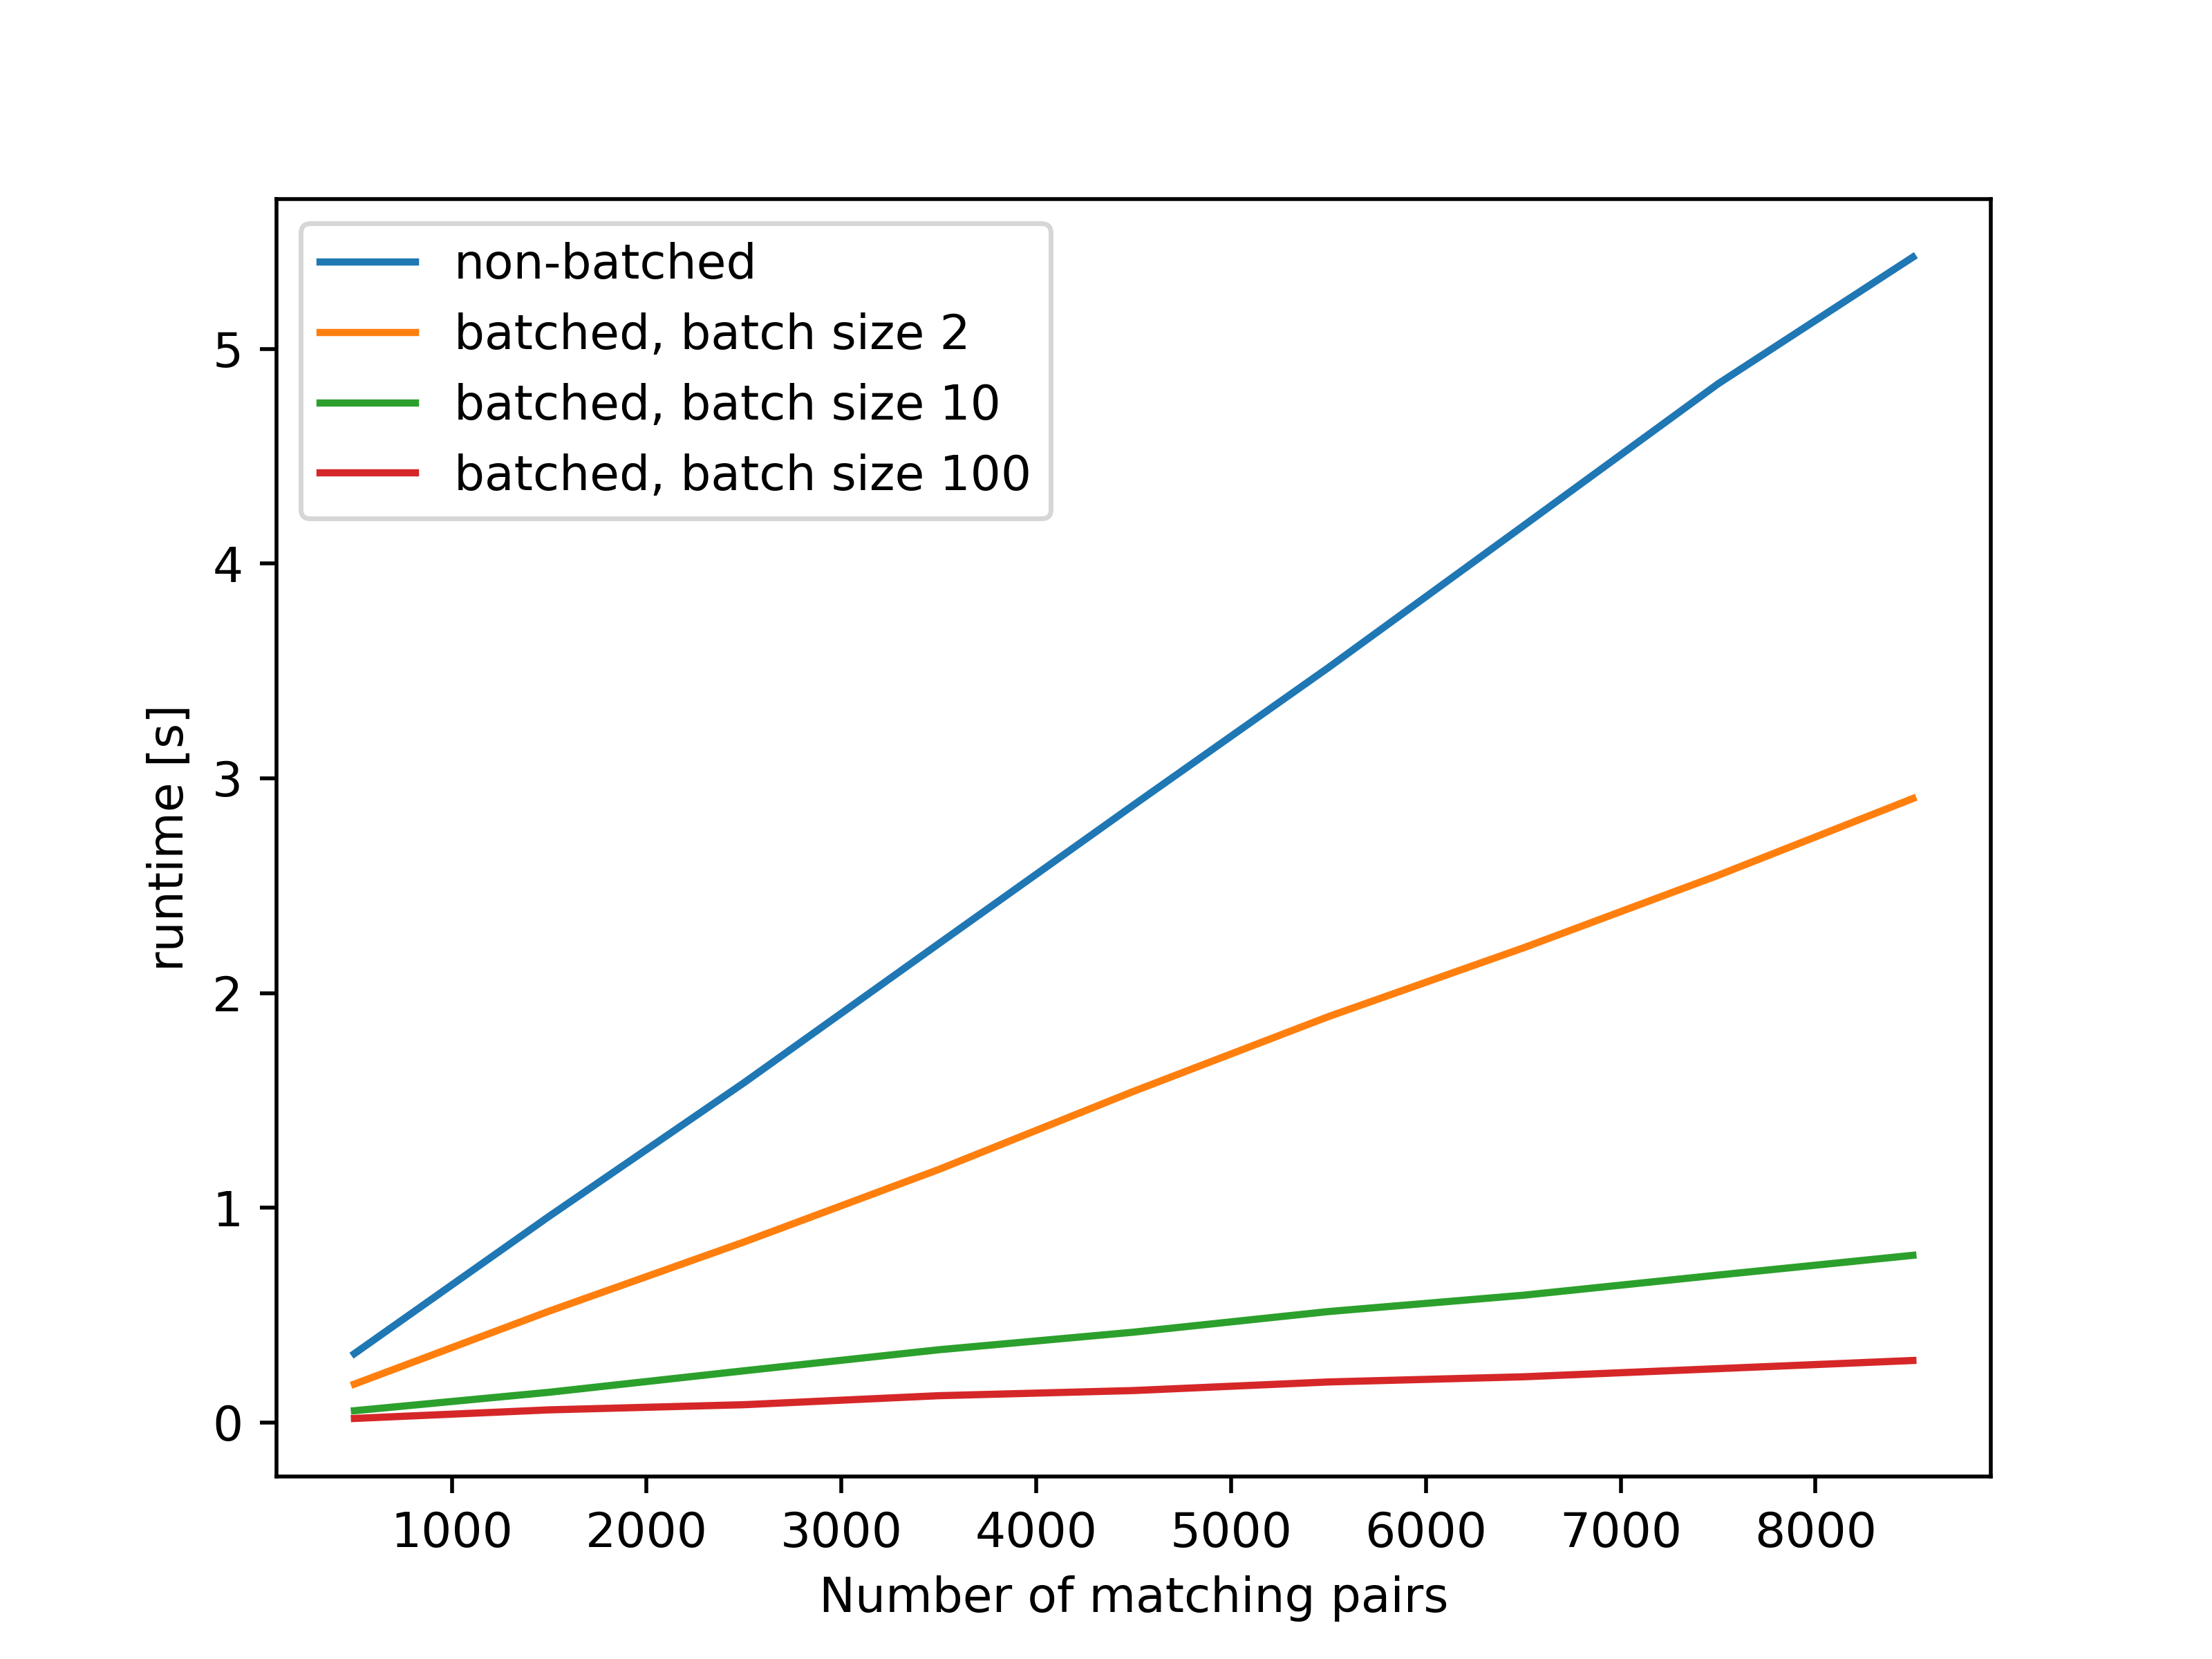 non-batched
batched, batch size 2
batched, batch size 10
batched, batch size 100
5
4
3
2
1
0
runtime [s]
1000 2000 3000 4000 5000 6000 7000 8000
Number of matching pairs